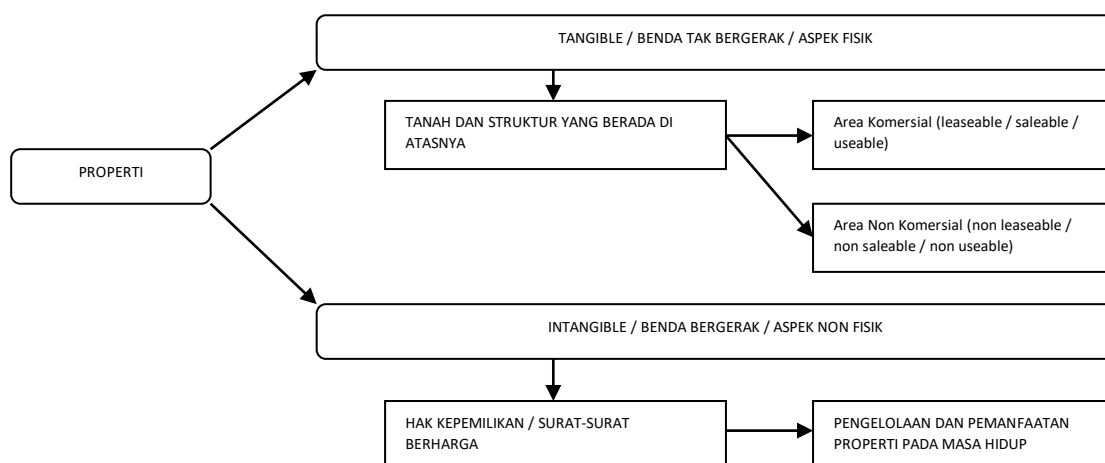 TANGIBLE / BENDA TAK BERGERAK / ASPEK FISIK
TANAH DAN STRUKTUR YANG BERADA DI
ATASNYA
Area Komersial (leaseable / saleable /
useable)
PROPERTI
Area Non Komersial (non leaseable /
non saleable / non useable)
INTANGIBLE / BENDA BERGERAK / ASPEK NON FISIK
HAK KEPEMILIKAN / SURAT-SURAT
BERHARGA
PENGELOLAAN DAN PEMANFAATAN
PROPERTI PADA MASA HIDUP